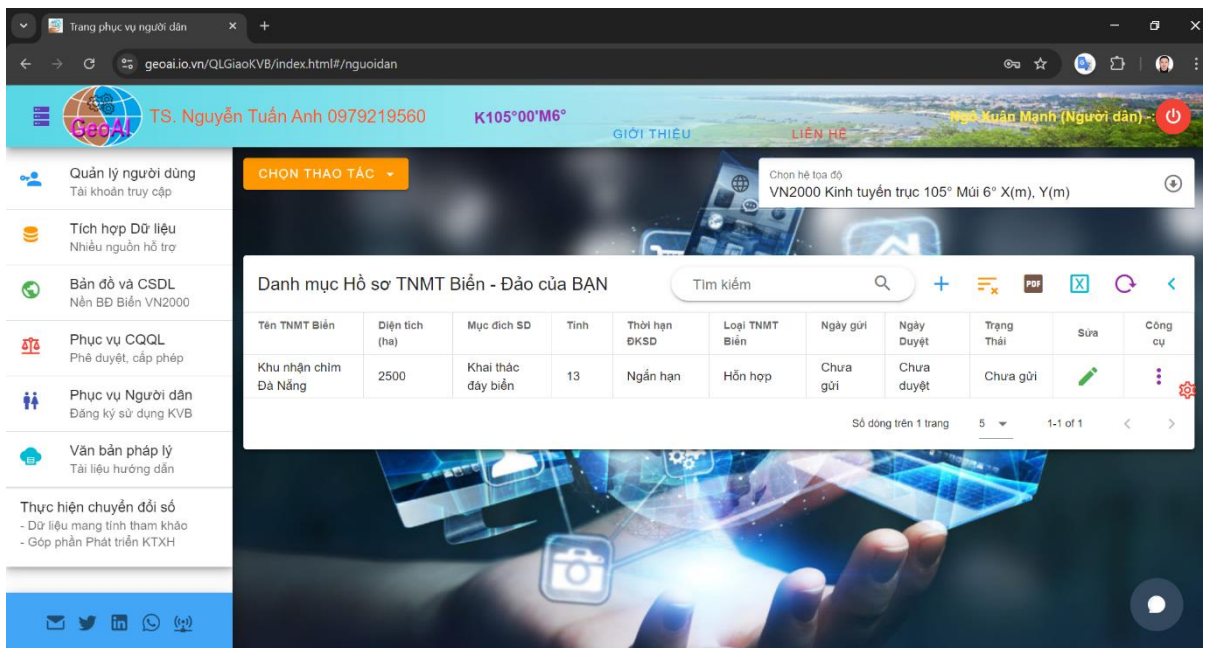 Trang phục vụ người dân
geoai.io.vn/QLGiaoKVB/index.html#/nguoidan
GeoAI
TS. Nguyễn Tuấn Anh 0979219560
K105°00'M6°
GIỚI THIỆU
LIÊN HỆ
Ngô Xuân Mạnh (Người dân) -:
Quản lý người dùng
Tài khoản truy cập
Tích hợp Dữ liệu
Nhiều nguồn hỗ trợ
Bản đồ và CSDL
Nền BĐ Biển VN2000
Phục vụ CQQL
Phê duyệt, cấp phép
Phục vụ Người dân
Đăng ký sử dụng KVB
Văn bản pháp lý
Tài liệu hướng dẫn
Thực hiện chuyển đổi số
- Dữ liệu mang tính tham khảo
- Góp phần Phát triển KTXH
CHỌN THAO TÁC
Chọn hệ tọa độ
VN2000 Kinh tuyến trục 105° Múi 6° X(m), Y(m)
Danh mục Hồ sơ TNMT Biển - Đảo của BẠN
Tìm kiếm
PDF
X
Tên TNMT Biển Diện tích (ha) Mục đích SD Tỉnh Thời hạn ĐKSD Loại TNMT Biển Ngày gửi Ngày Duyệt Trạng Thái Sửa Công cụ
Khu nhận chìm Đà Nẵng 2500 Khai thác đáy biển 13 Ngắn hạn Hỗn hợp Chưa gửi Chưa duyệt Chưa gửi
Số dòng trên 1 trang 5 1-1 of 1